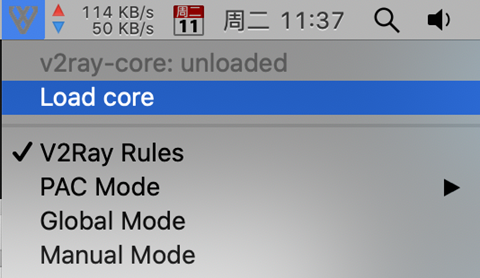 114 KB/s
50 KB/s
周二
11
周二 11:37
v2ray-core: unloaded
Load core
V2Ray Rules
PAC Mode
Global Mode
Manual Mode